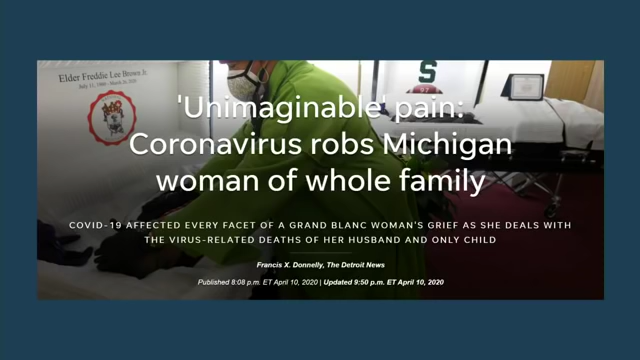 Elder Freddie Lee Brown Jr
S
97
'Unimaginable' pain:
Coronavirus robs Michigan
woman of whole family
COVID-19 AFFECTED EVERY FACET OF A GRAND BLANC WOMAN'S GRIEF AS SHE DEALS WITH
THE VIRUS-RELATED DEATHS OF HER HUSBAND AND ONLY CHILD
Francis X. Donnelly, The Detroit News
Published 8:08 p.m. ET April 10, 2020 | Updated 9:50 p.m. ET April 10, 2020